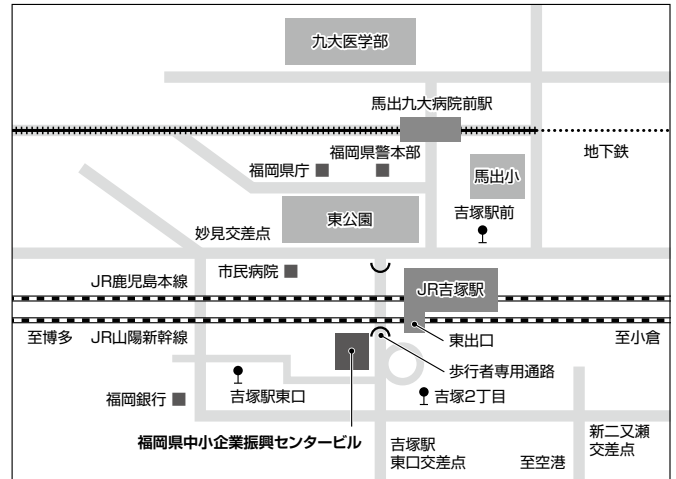 九大医学部
馬出九大病院前駅
地下鉄
福岡県警本部
福岡県庁
馬出小
東公園
吉塚駅前
妙見交差点
市民病院
JR鹿児島本線
JR吉塚駅
至博多
JR山陽新幹線
東出口
至小倉
歩行者専用通路
吉塚駅東口
吉塚2丁目
福岡銀行
福岡県中小企業振興センタービル
吉塚駅
東口交差点
至空港
新二又瀬
交差点